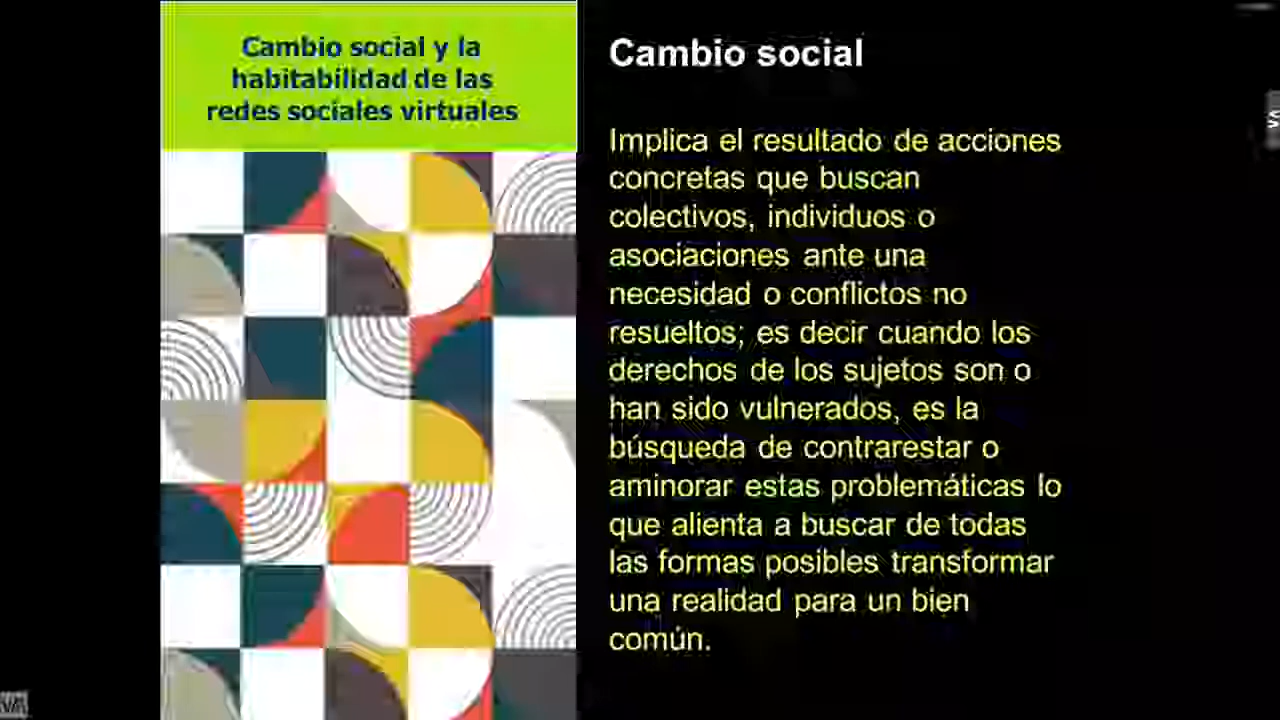 Cambio social y la
habitabilidad de las
redes sociales virtuales
Cambio social
Implica el resultado de acciones
concretas que buscan
colectivos, individuos o
asociaciones ante una
necesidad o conflictos no
resueltos; es decir cuando los
derechos de los sujetos son o
han sido vulnerados, es la
búsqueda de contrarestar o
aminorar estas problemáticas lo
que alienta a buscar de todas
las formas posibles transformar
una realidad para un bien
común.